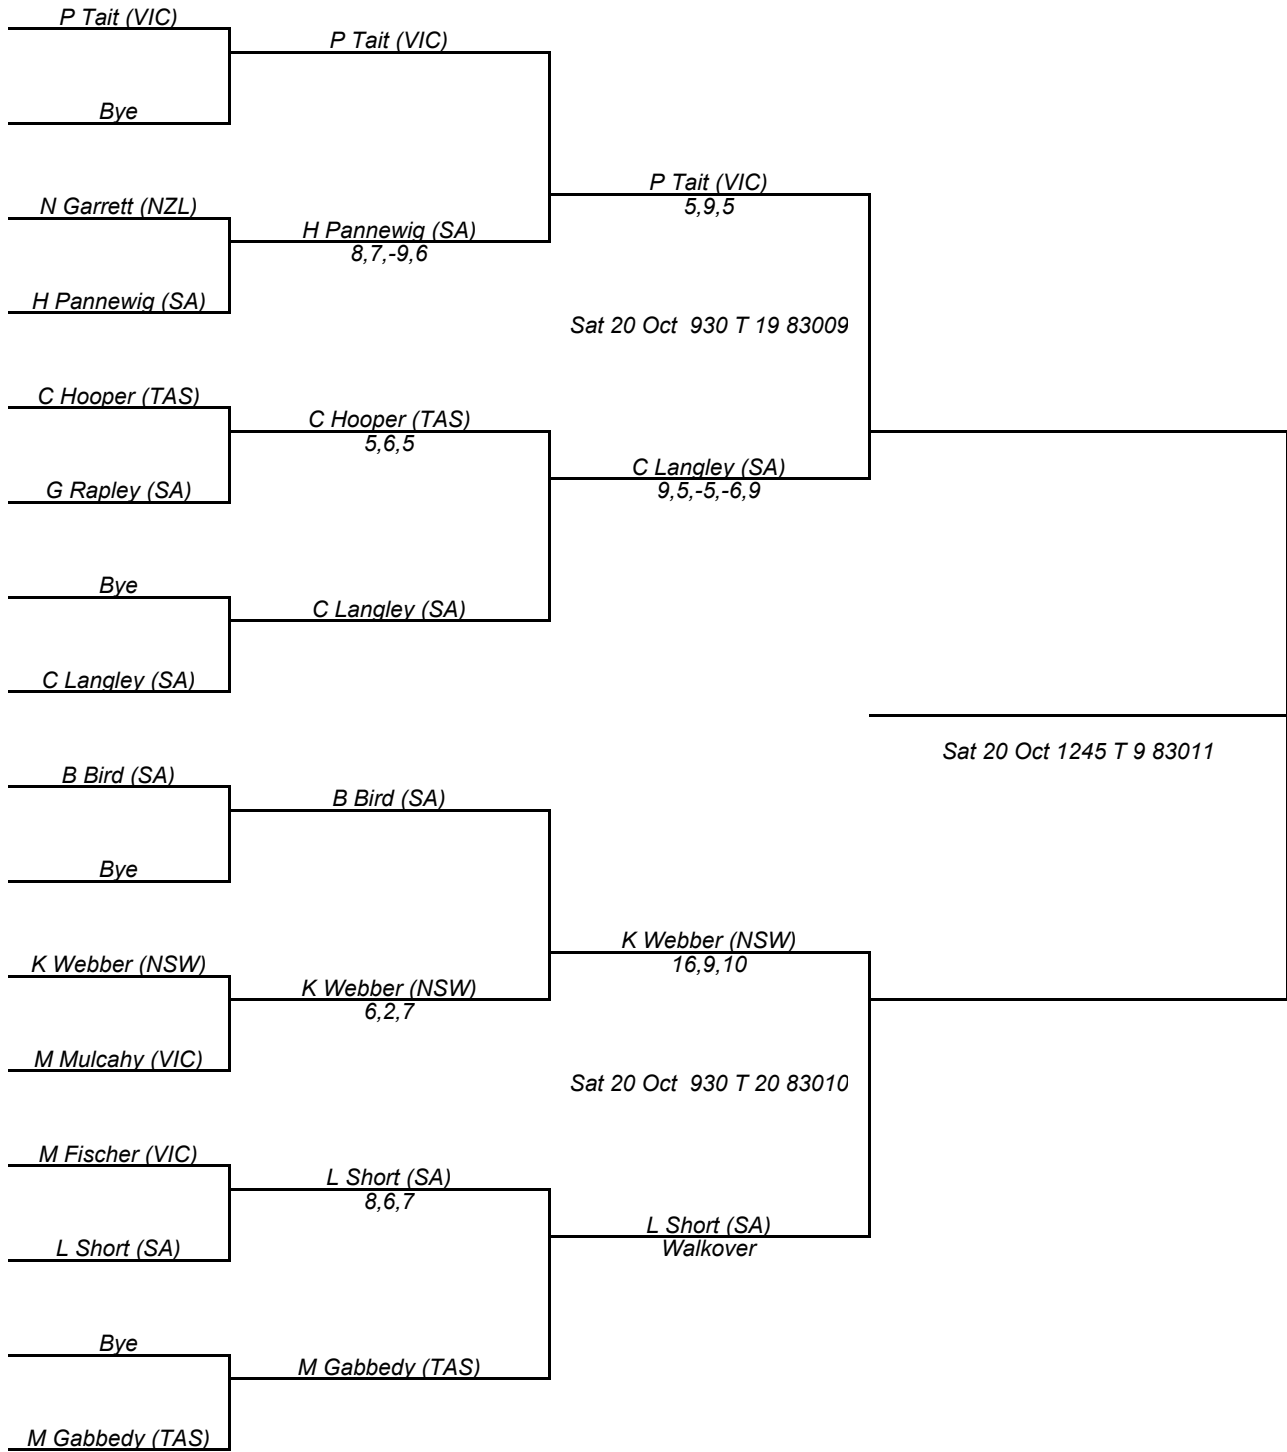 P Tait (VIC)
P Tait (VIC)
Bye
P Tait (VIC)
5,9,5
N Garrett (NZL)
H Pannewig (SA)
8,7,-9,6
H Pannewig (SA)
Sat 20 Oct 930 T 19 83009
C Hooper (TAS)
C Hooper (TAS)
5,6,5
C Langley (SA)
9,5,-5,-6,9
G Rapley (SA)
Bye
C Langley (SA)
C Langley (SA)
Sat 20 Oct 1245 T 9 83011
B Bird (SA)
B Bird (SA)
Bye
K Webber (NSW)
16,9,10
K Webber (NSW)
K Webber (NSW)
6,2,7
M Mulcahy (VIC)
Sat 20 Oct 930 T 20 83010
M Fischer (VIC)
L Short (SA)
8,6,7
L Short (SA)
Walkover
L Short (SA)
Bye
M Gabbedy (TAS)
M Gabbedy (TAS)